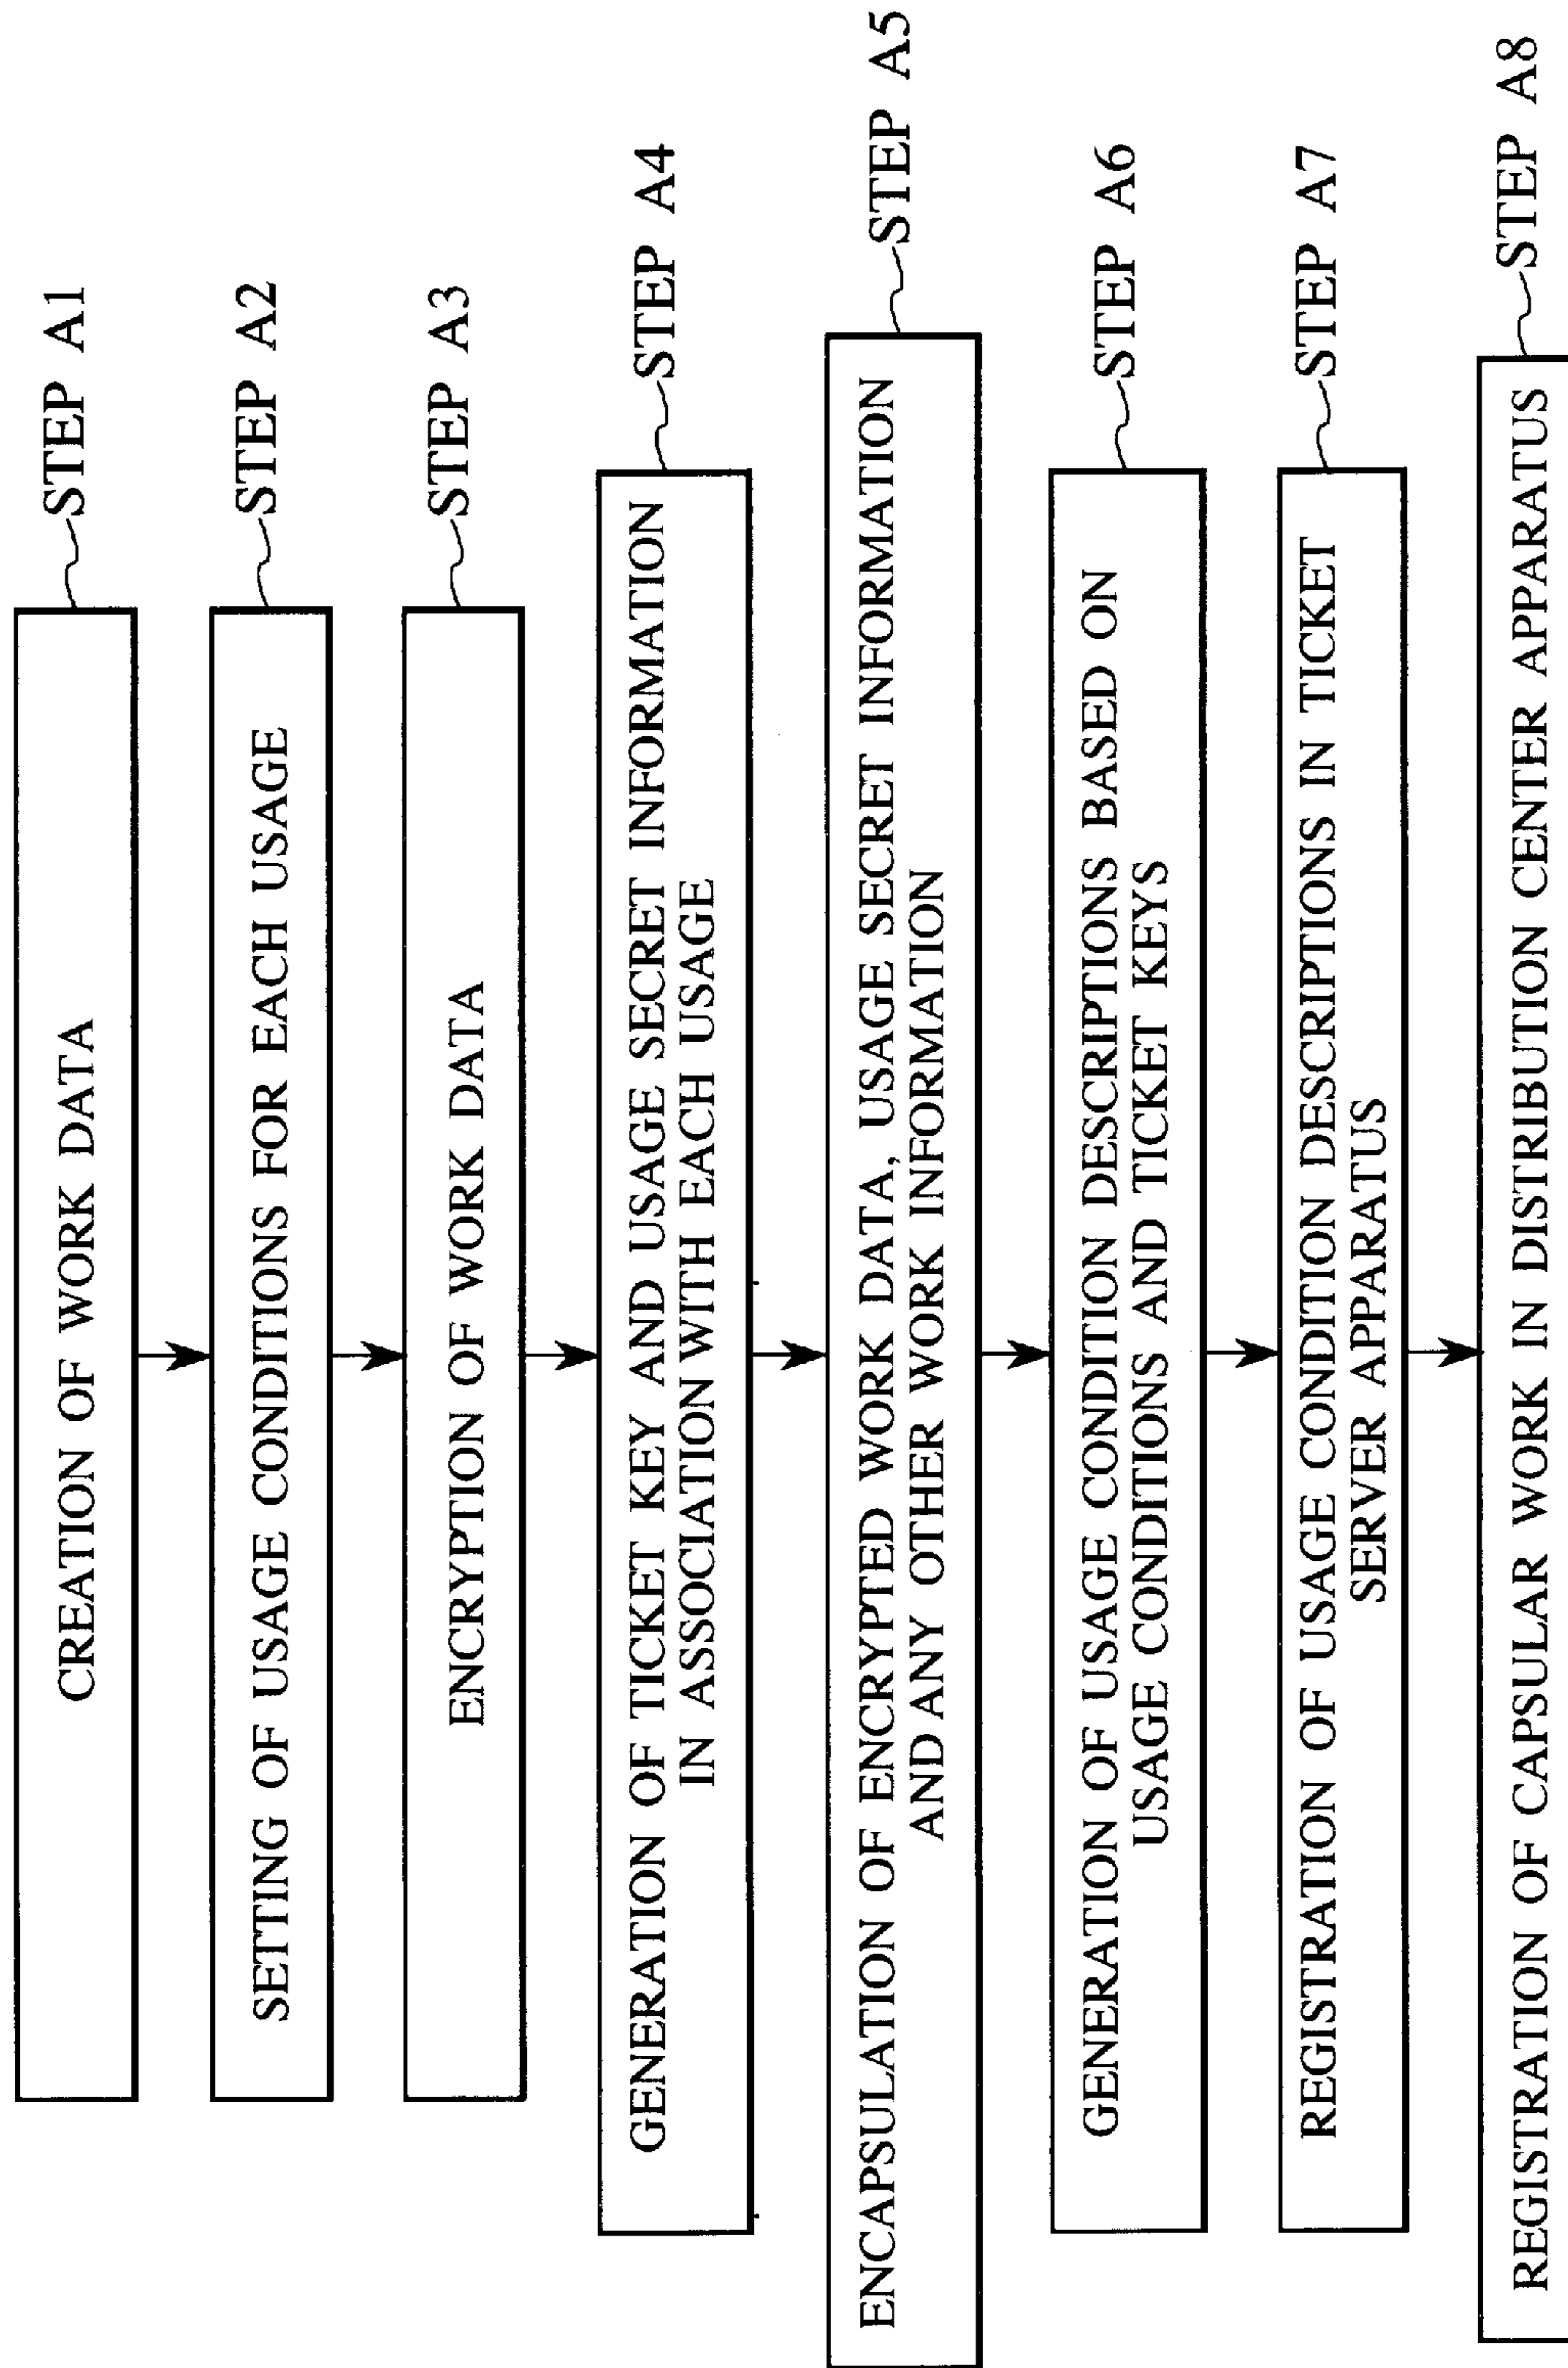 CREATION OF WORK DATA
STEP A1
SETTING OF USAGE CONDITIONS FOR EACH USAGE
STEP A2
ENCRYPTION OF WORK DATA
STEP A3
GENERATION OF TICKET KEY AND USAGE SECRET INFORMATION
IN ASSOCIATION WITH EACH USAGE
STEP A4
ENCAPSULATION OF ENCRYPTED WORK DATA, USAGE SECRET INFORMATION
AND ANY OTHER WORK INFORMATION
STEP A5
GENERATION OF USAGE CONDITION DESCRIPTIONS BASED ON
USAGE CONDITIONS AND TICKET KEYS
STEP A6
REGISTRATION OF USAGE CONDITION DESCRIPTIONS IN TICKET
SERVER APPARATUS
STEP A7
REGISTRATION OF CAPSULAR WORK IN DISTRIBUTION CENTER APPARATUS
STEP A8